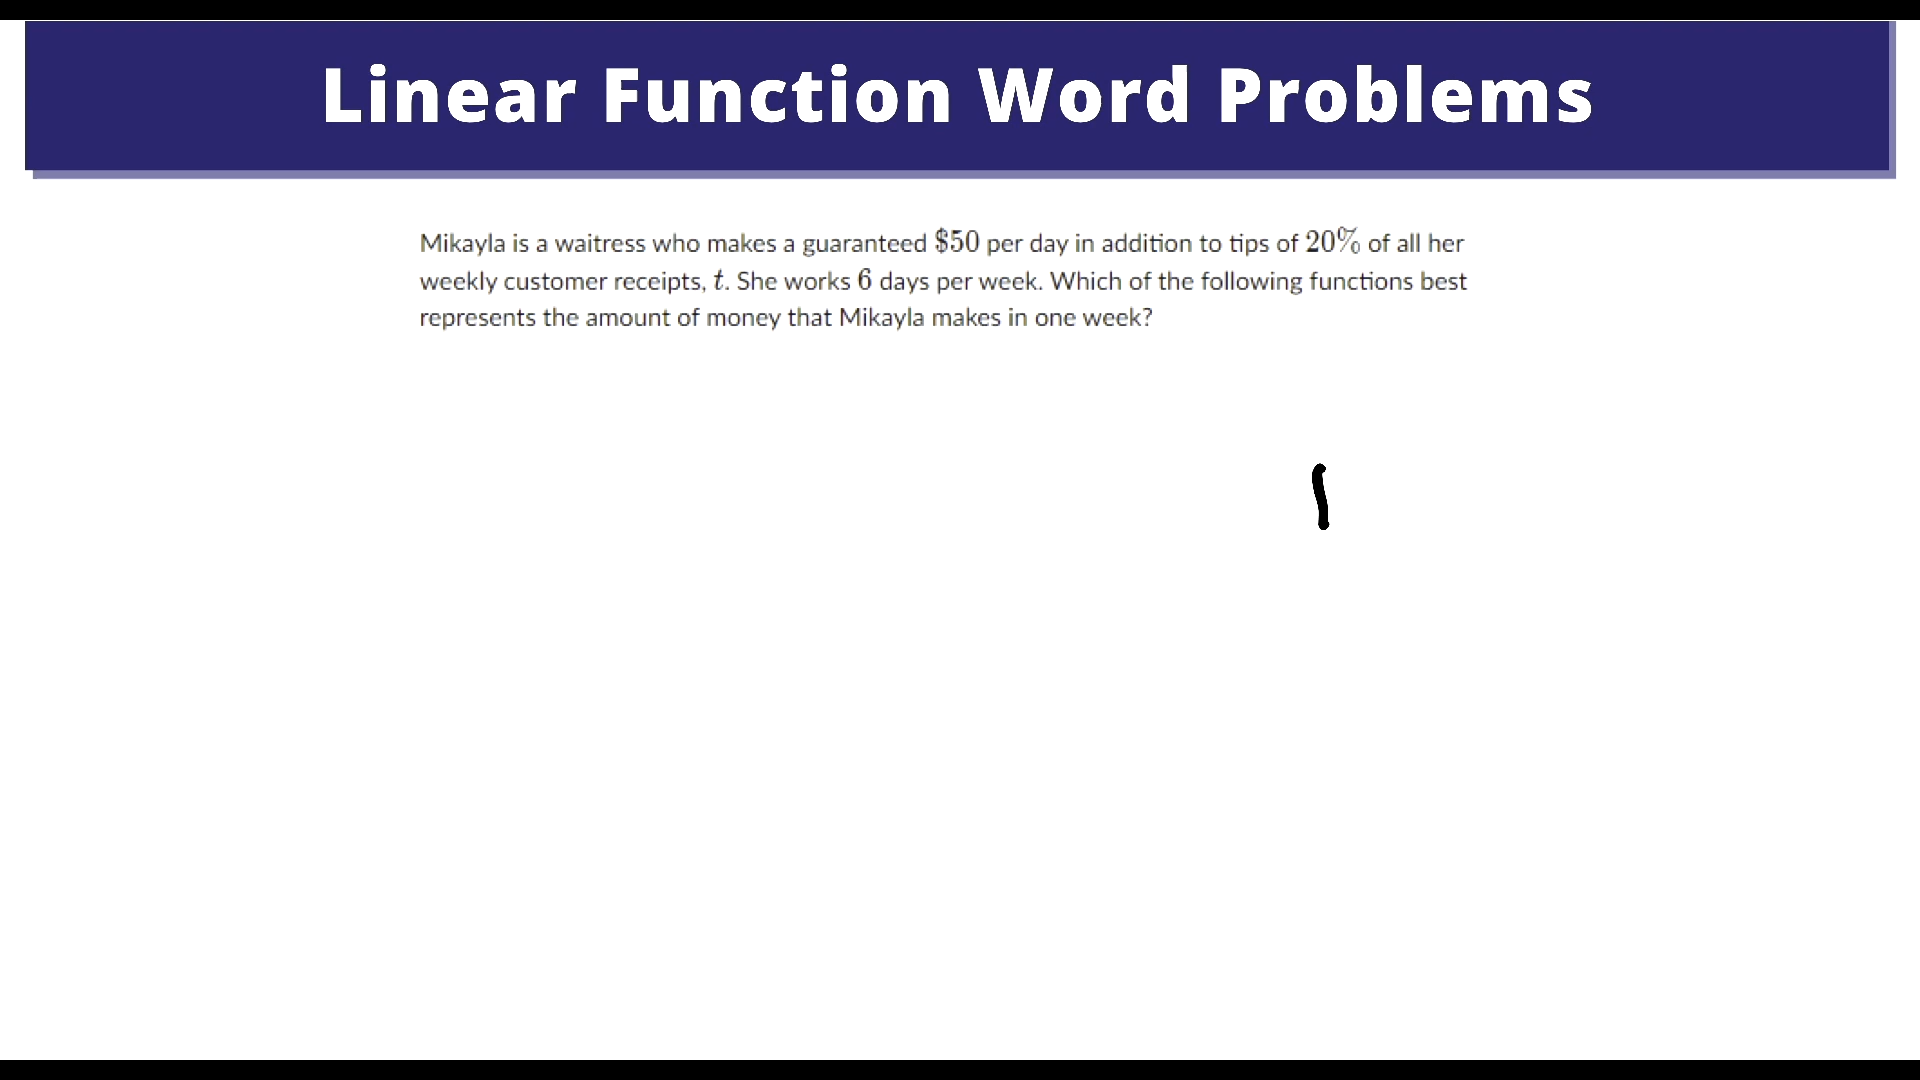 Linear Function Word Problems
Mikayla is a waitress who makes a guaranteed $50 per day in addition to tips of 20% of all her
weekly customer receipts, t. She works 6 days per week. Which of the following functions best
represents the amount of money that Mikayla makes in one week?